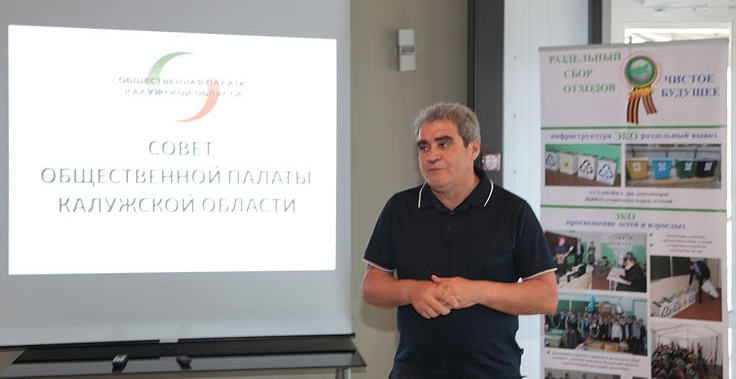 ОБЩЕСТВЕННАЯ ПАЛАТА
КАЛУЖСКОЙ ОБЛАСТИ
СОВЕТ
ОБЩЕСТВЕННОЙ ПАЛАТЫ
КАЛУЖСКОЙ ОБЛАСТИ
РАЗДЕЛЬНЫЙ
СБОР
ОТХОДОВ
ЧИСТОЕ
БУДУЩЕЕ
инфраструктура ЭКО раздельный вывоз
ЭКО
просвещение детей и взрослых